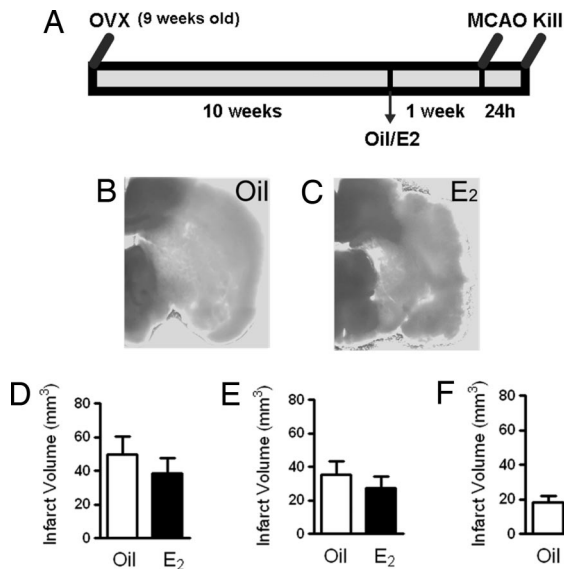 A
OVX (9 weeks old)
MCAO Kill
10 weeks
1 week
24h
Oil/E2
B
Oil
C
E2
D
Infarct Volume (mm3)
80
60
40
20
0
Oil
E2
E
Infarct Volume (mm3)
80
60
40
20
0
Oil
E2
F
Infarct Volume (mm3)
80
60
40
20
0
Oil